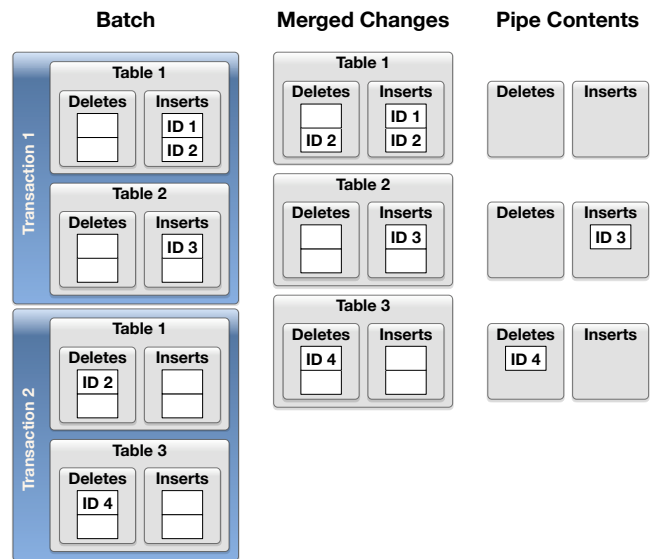 Batch
Merged Changes
Pipe Contents
Transaction 1
Table 1
Deletes Inserts
ID 1
ID 2
Table 2
Deletes Inserts
ID 3
Transaction 2
Table 1
Deletes Inserts
ID 2
Table 3
Deletes Inserts
ID 4
Table 1
Deletes Inserts
ID 1
ID 2 ID 2
Table 2
Deletes Inserts
ID 3
Table 3
Deletes Inserts
ID 4
Deletes Inserts
Deletes Inserts
ID 3
Deletes Inserts
ID 4